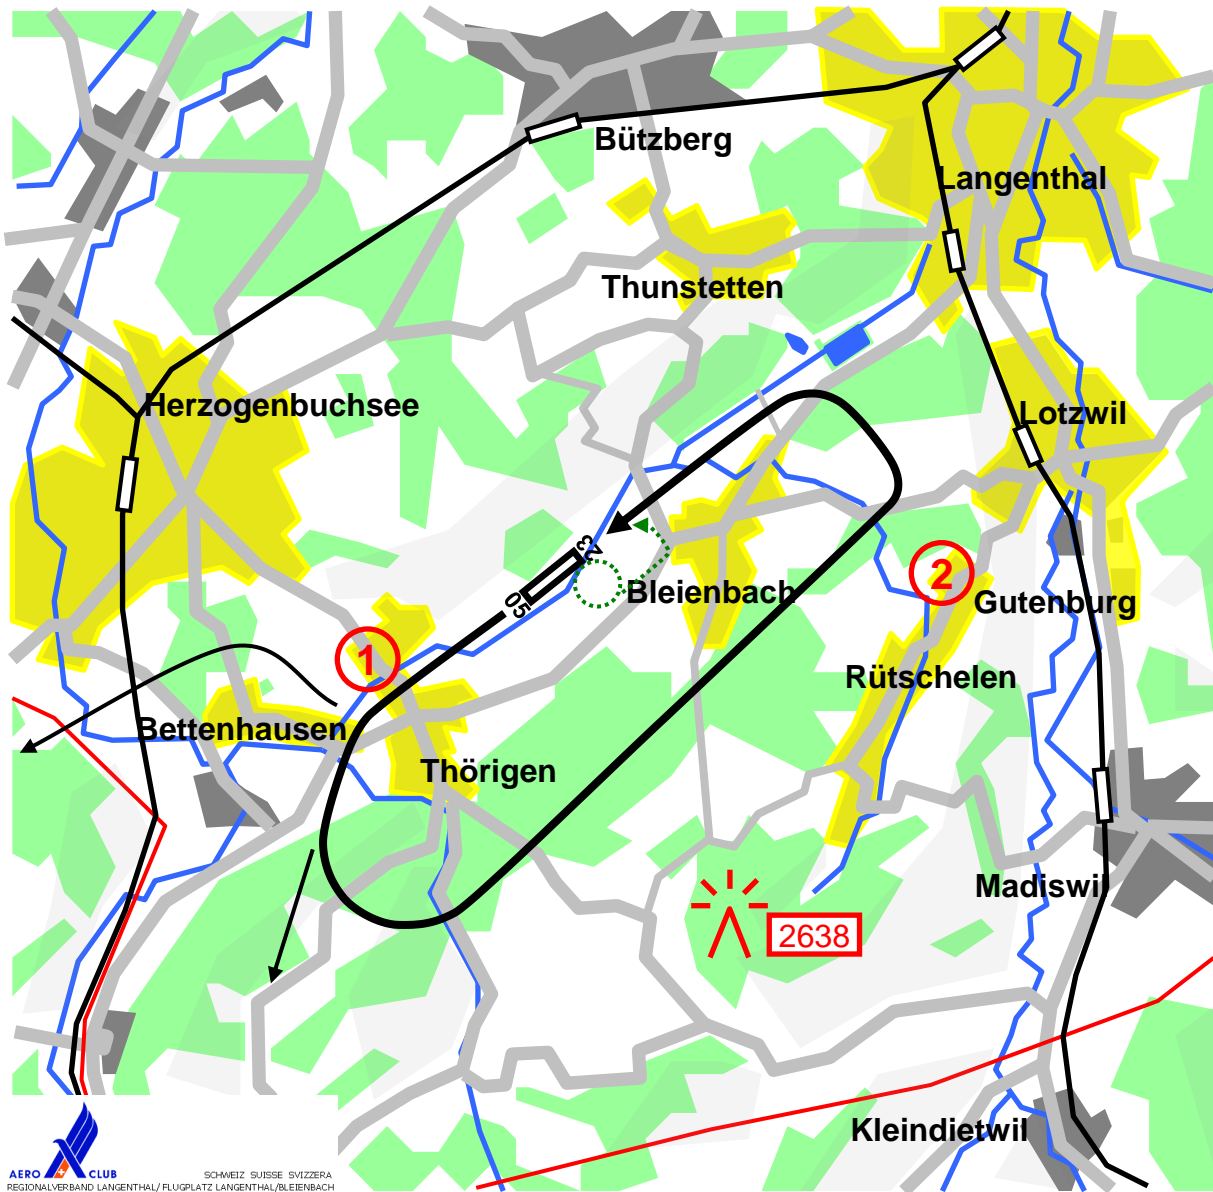 Bützberg
Langenthal
Thunstetten
Herzogenbuchsee
Lotzwil
23
05
Bleienbach
2
Gutenburg
1
Rütschelen
Bettenhausen
Thörigen
Madiswil
2638
Kleindietwil
AERO CLUB
SCHWEIZ SUISSE SVIZZERA
REGIONALVERBAND LANGENTHAL/FLUGPLATZ LANGENTHAL/BLEIENBACH